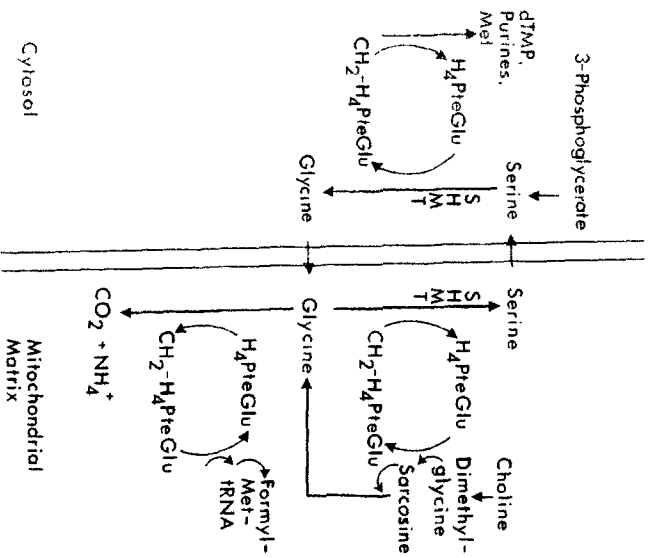 3-Phosphoglycerate
dTMP,
Purines,
Met
Serine
S
H
M
T
H₄PteGlu
CH₂-H₄PteGlu
Glycine
Cytosol
Serine
S
H
M
T
H₄PteGlu
CH₂-H₄PteGlu
Choline
Dimethyl-
glycine
Sarcosine
Glycine
H₄PteGlu
CH₂-H₄PteGlu
Formyl-
Met-
tRNA
CO₂ + NH₄⁺
Mitochondrial
Matrix